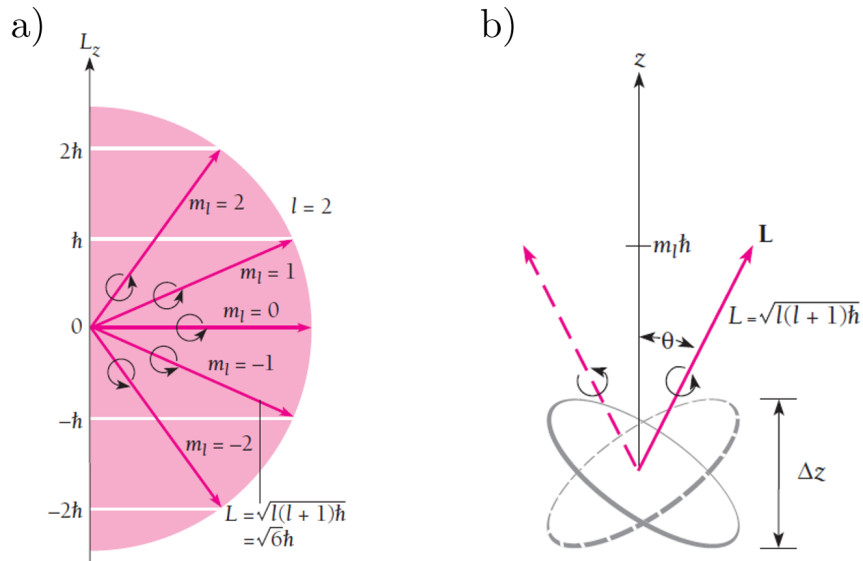 a)
L_z
2ħ
m_l = 2
l = 2
ħ
m_l = 1
m_l = 0
0
m_l = −1
−ħ
m_l = −2
−2ħ
L = √l(l + 1)ħ
= √6ħ
b)
z
m_lħ
L
L = √l(l + 1)ħ
θ
Δz